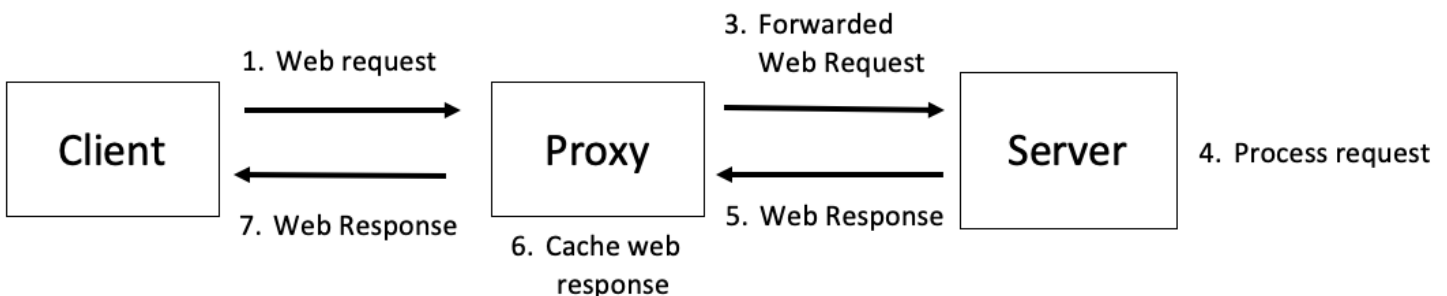 1. Web request
3. Forwarded
Web Request
Client
Proxy
Server
4. Process request
7. Web Response
5. Web Response
6. Cache web
response